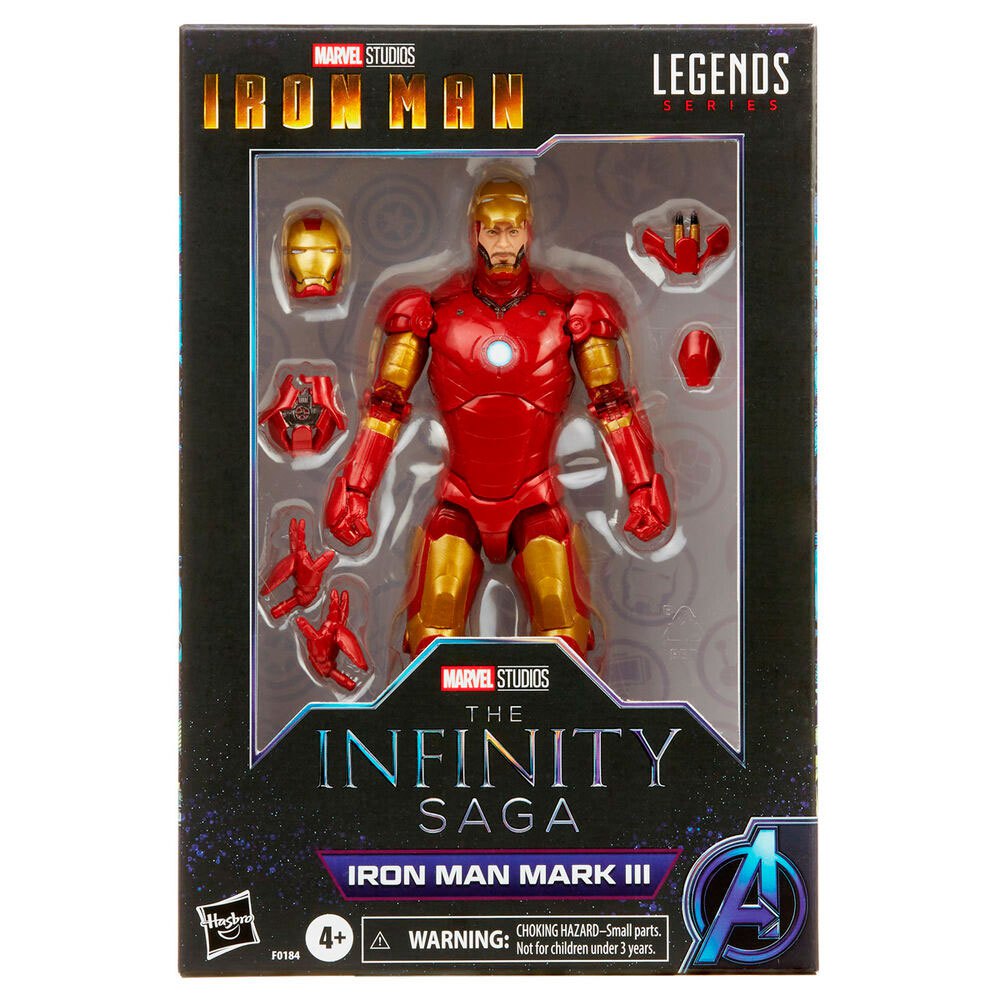 MARVEL STUDIOS
IRON MAN
LEGENDS
SERIES
MARVEL STUDIOS
THE
INFINITY
SAGA
IRON MAN MARK III
Hasbro
F0184
4+
WARNING: CHOKING HAZARD–Small parts.
Not for children under 3 years.